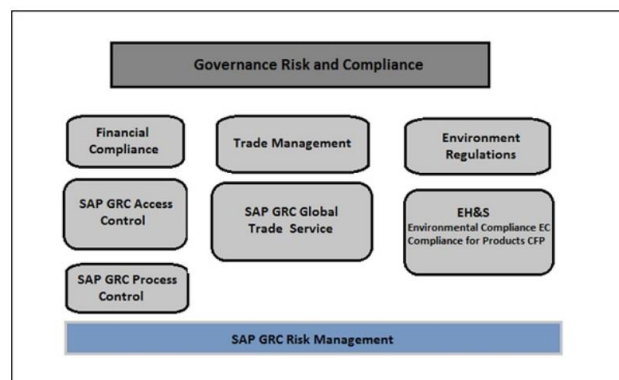 Governance Risk and Compliance
Financial
Compliance
Trade Management
Environment
Regulations
SAP GRC Access
Control
SAP GRC Global
Trade Service
EH&S
Environmental Compliance EC
Compliance for Products CFP
SAP GRC Process
Control
SAP GRC Risk Management